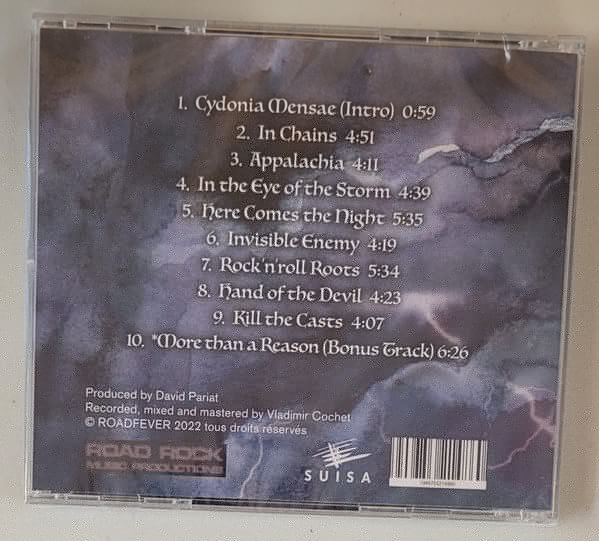 1. Cydonia Mensae (Intro) 0:59
2. In Chains 4:51
3. Appalachia 4:11
4. In the Eye of the Storm 4:39
5. Here Comes the Night 5:35
6. Invisible Enemy 4:19
7. Rock'n'roll Roots 5:34
8. Hand of the Devil 4:23
9. Kill the Casts 4:07
10. *More than a Reason (Bonus Track) 6:26
Produced by David Pariat
Recorded, mixed and mastered by Vladimir Cochet
© ROADFEVER 2022 tous droits réservés
ROAD ROCK
MUSIC PRODUCTIONS
SUISA